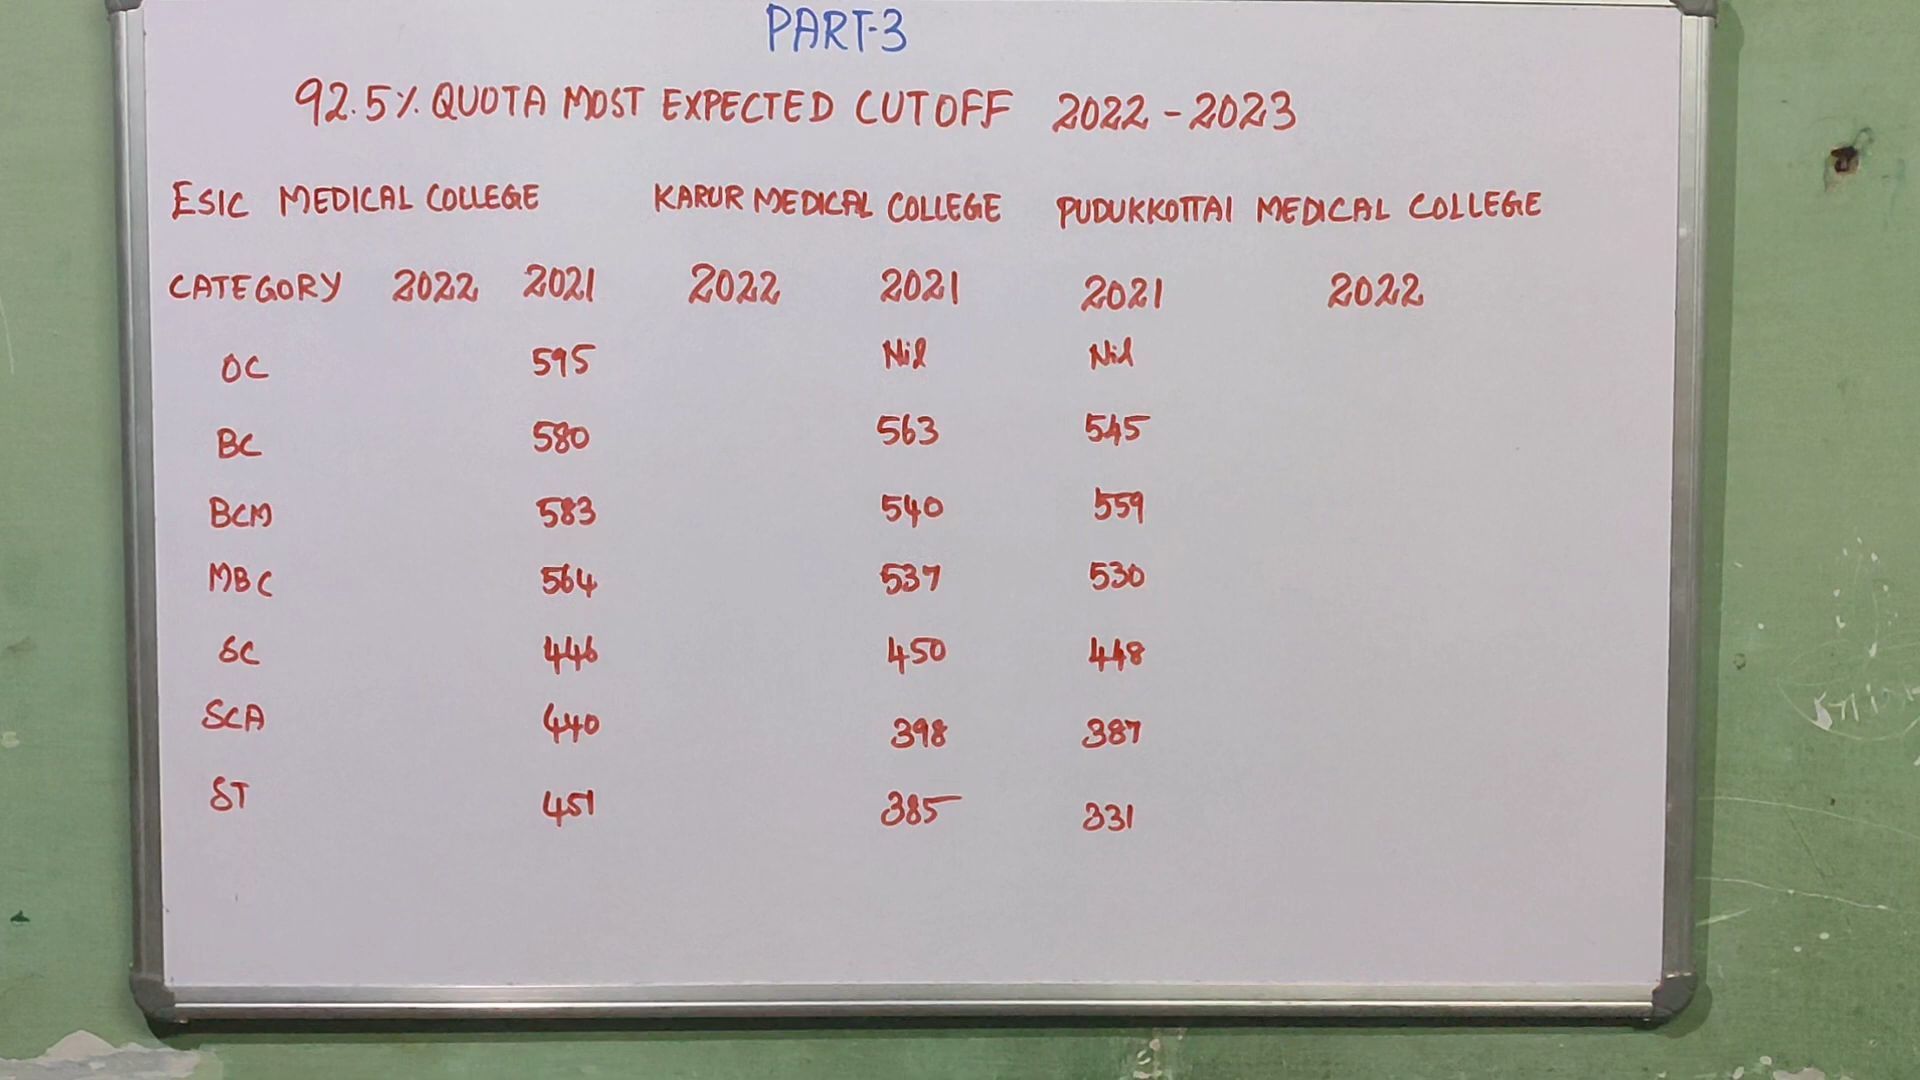 PART-3
92.5% QUOTA MOST EXPECTED CUTOFF 2022-2023
ESIC MEDICAL COLLEGE KARUR MEDICAL COLLEGE PUDUKKOTTAI MEDICAL COLLEGE
CATEGORY 2022 2021 2022 2021 2021 2022
OC 595 Nil Nil
BC 580 563 545
BCM 583 540 559
MBC 564 537 530
SC 446 450 448
SCA 440 398 387
ST 451 385 331